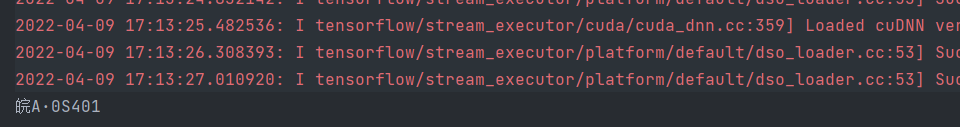 2022-04-09 17:13:25.482536: I tensorflow/stream_executor/cuda/cuda_dnn.cc:359] Loaded cuDNN ver
2022-04-09 17:13:26.308393: I tensorflow/stream_executor/platform/default/dso_loader.cc:53] Suc
2022-04-09 17:13:27.010920: I tensorflow/stream_executor/platform/default/dso_loader.cc:53] Suc
皖A·0S401